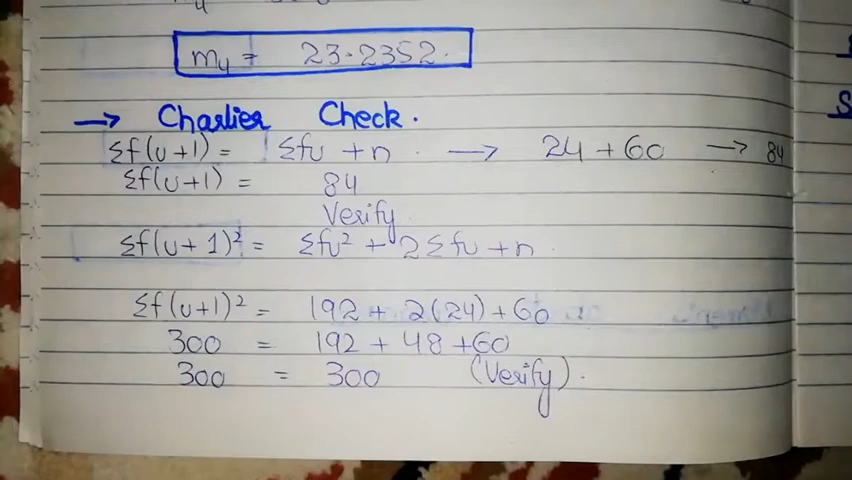 m₄ = 23.2352.
→ Charlier Check.
Σf(u+1) = Σfu + n. → 24+60 → 84
Σf(u+1) = 84
Verify
Σf(u+1)² = Σfu² + 2Σfu + n.
Σf(u+1)² = 192 + 2(24) + 60
300 = 192 + 48 + 60
300 = 300 (Verify).